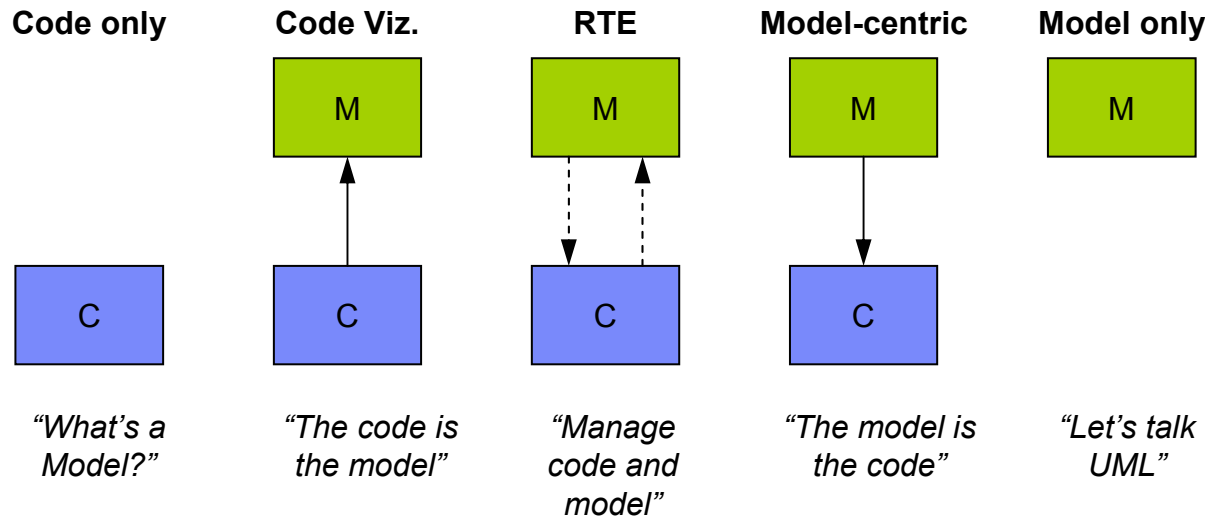 Code only
Code Viz.
RTE
Model-centric
Model only
M
M
M
M
C
C
C
C
“What’s a
Model?”
“The code is
the model”
“Manage
code and
model”
“The model is
the code”
“Let’s talk
UML”